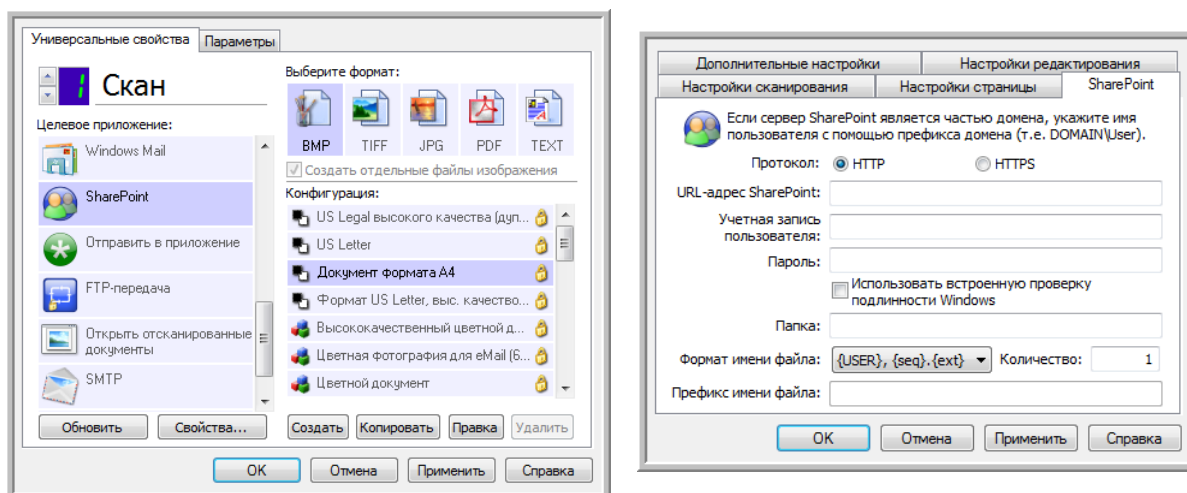 Универсальные свойства
Параметры
1
Скан
Целевое приложение:
Windows Mail
SharePoint
Отправить в приложение
FTP-передача
Открыть отсканированные
документы
SMTP
Обновить
Свойства...
Выберите формат:
BMP
TIFF
JPG
PDF
TEXT
Создать отдельные файлы изображения
Конфигурация:
US Legal высокого качества (дуп...
US Letter
Документ формата A4
Формат US Letter, выс. качество...
Высококачественный цветной д...
Цветная фотография для eMail (6...
Цветной документ
Создать
Копировать
Правка
Удалить
OK
Отмена
Применить
Справка
Дополнительные настройки
Настройки редактирования
Настройки сканирования
Настройки страницы
SharePoint
Если сервер SharePoint является частью домена, укажите имя
пользователя с помощью префикса домена (т.е. DOMAIN\User).
Протокол:
HTTP
HTTPS
URL-адрес SharePoint:
Учетная запись
пользователя:
Пароль:
Использовать встроенную проверку
подлинности Windows
Папка:
Формат имени файла:
{USER}, {seq}.{ext}
Количество:
1
Префикс имени файла:
OK
Отмена
Применить
Справка